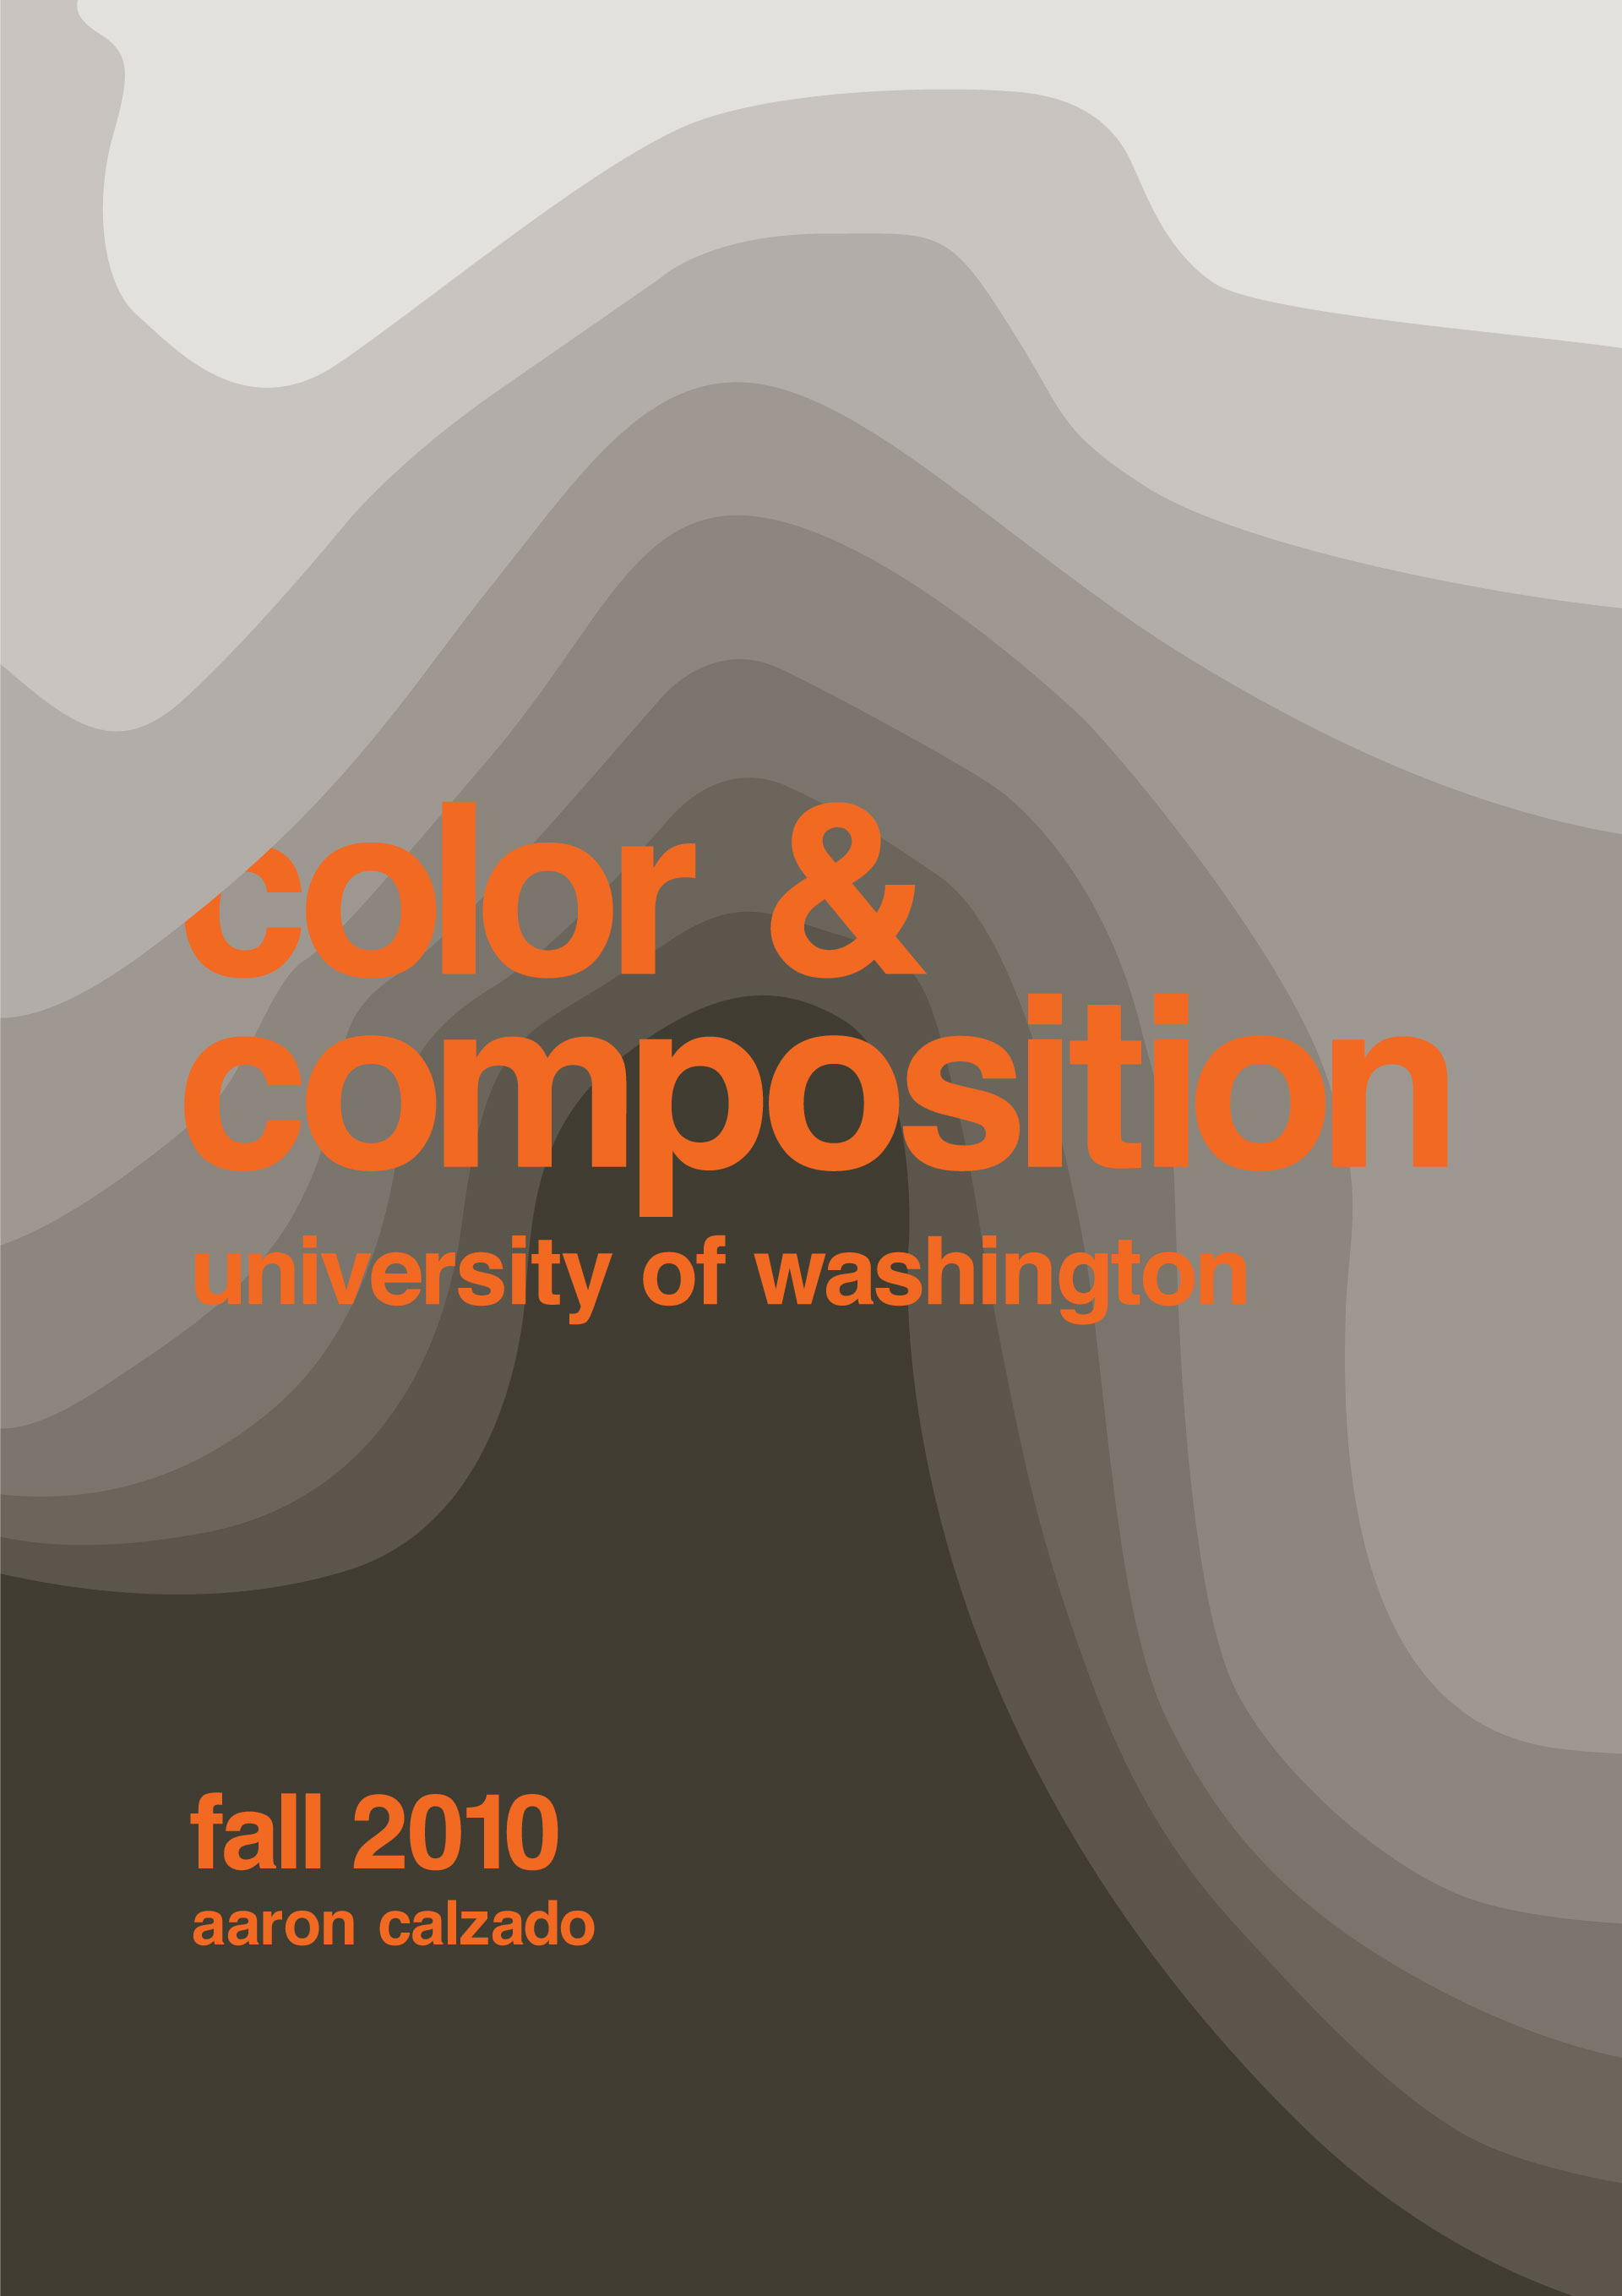 color &
composition
university of washington
fall 2010
aaron calzado